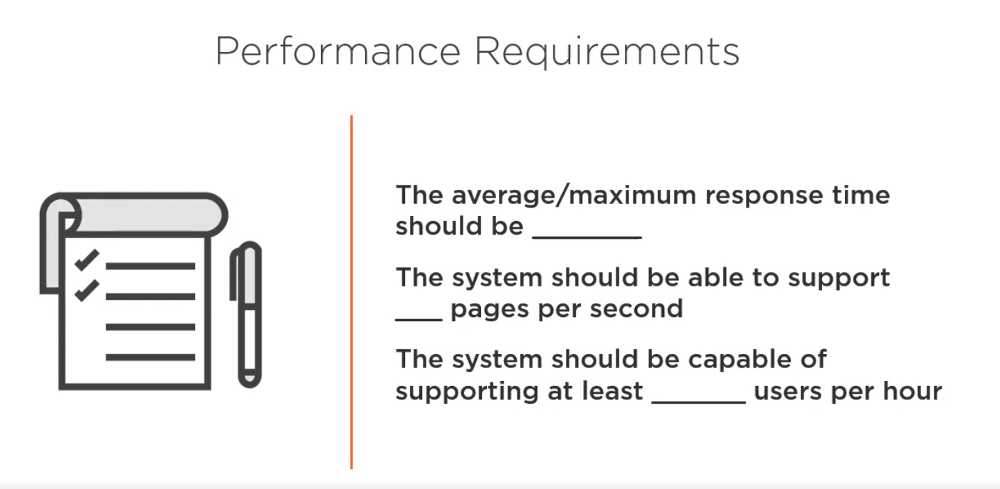 Performance Requirements
The average/maximum response time
should be ________
The system should be able to support
____ pages per second
The system should be capable of
supporting at least _______ users per hour